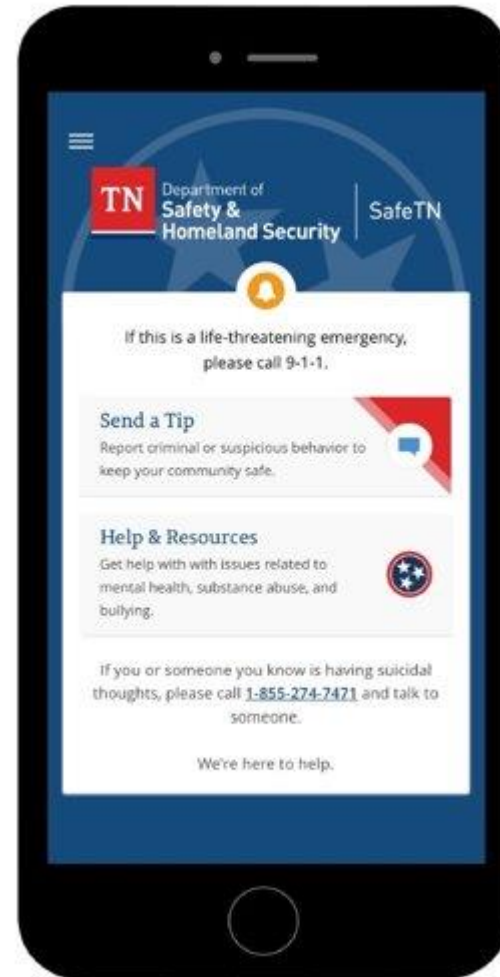 TN
Department of
Safety &
Homeland Security
SafeTN
If this is a life-threatening emergency,
please call 9-1-1.
Send a Tip
Report criminal or suspicious behavior to
keep your community safe.
Help & Resources
Get help with with issues related to
mental health, substance abuse, and
bullying.
If you or someone you know is having suicidal
thoughts, please call 1-855-274-7471 and talk to
someone.
We're here to help.